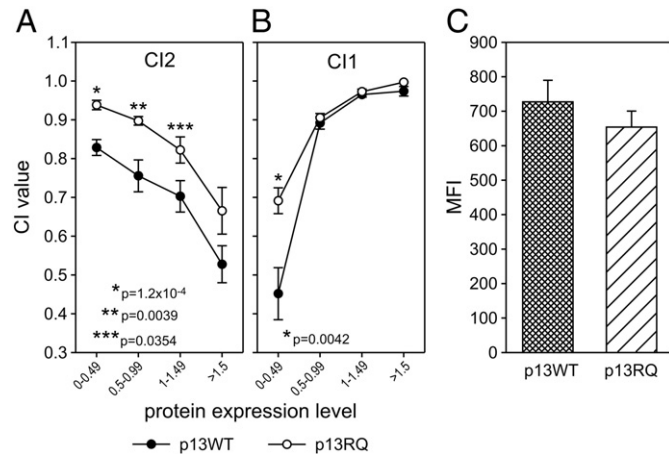 A
B
C
CI2
CI1
CI value
1.1
1.0
0.9
0.8
0.7
0.6
0.5
0.4
0.3
*
**
***
*p=1.2x10-4
**p=0.0039
***p=0.0354
*
*p=0.0042
0-0.49
0.5-0.99
1-1.49
>1.5
0-0.49
0.5-0.99
1-1.49
>1.5
protein expression level
p13WT
p13RQ
MFI
900
800
700
600
500
400
300
200
100
0
p13WT
p13RQ